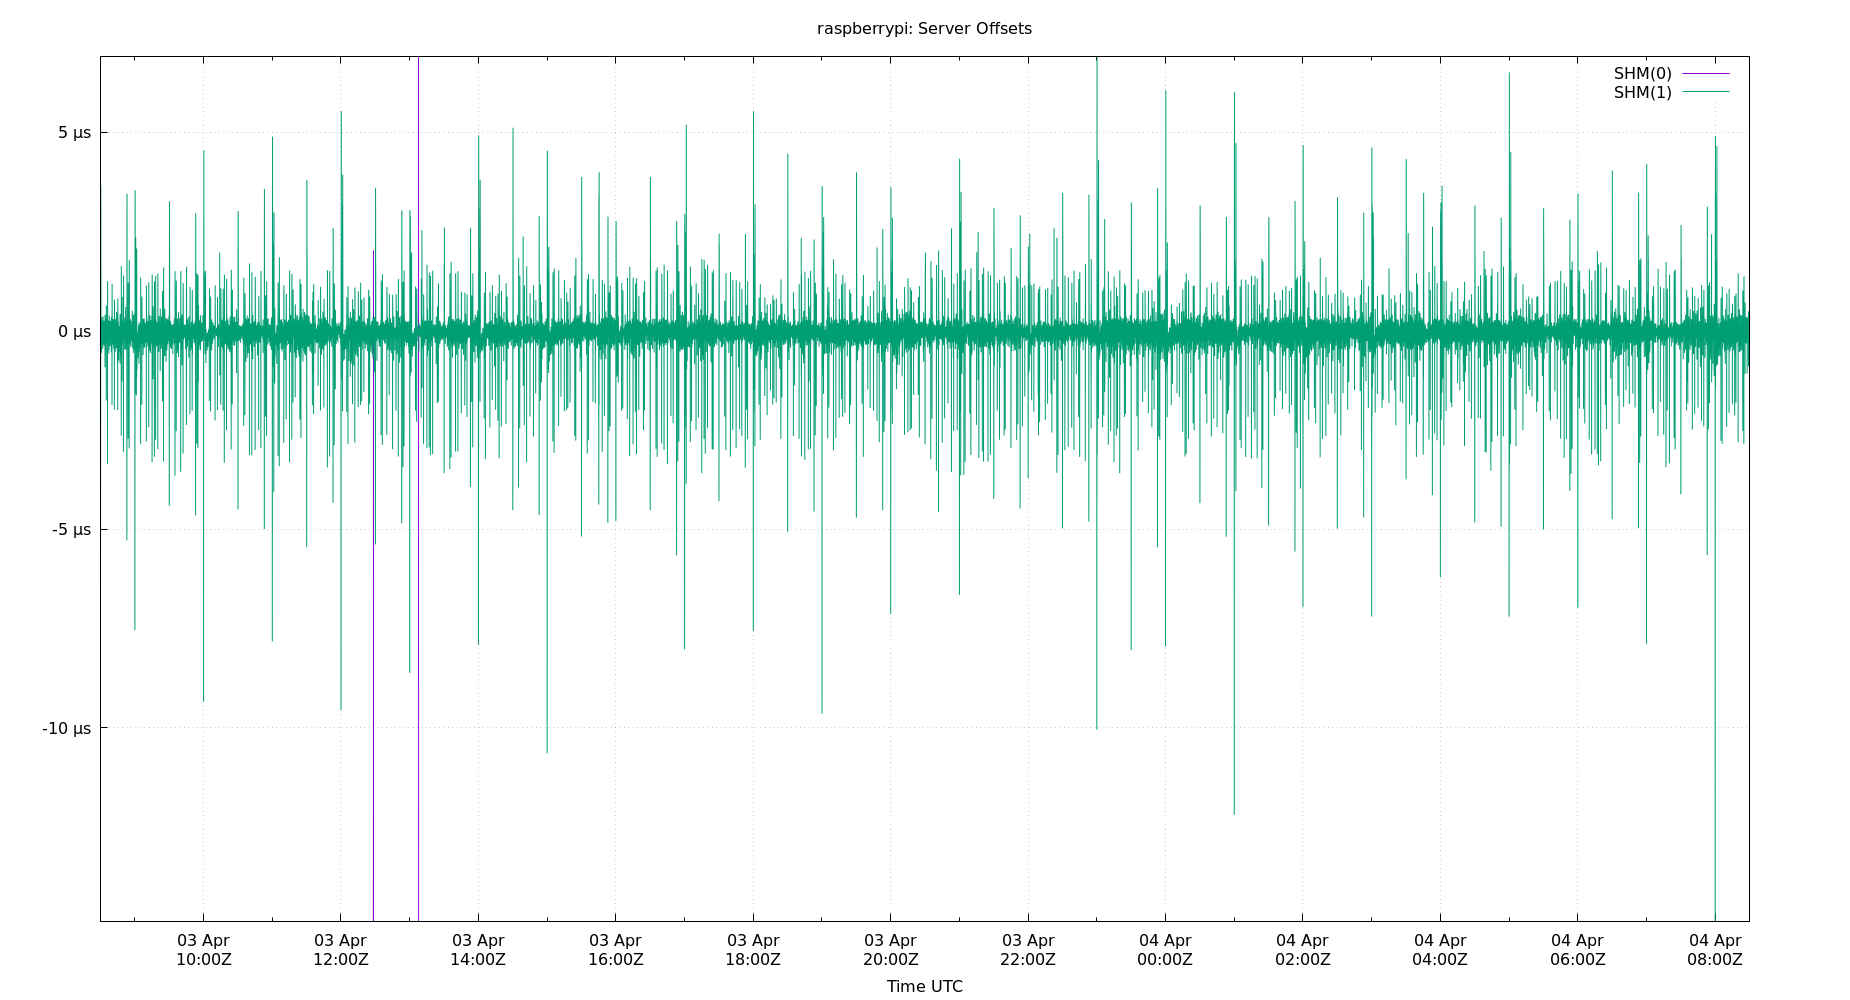 raspberrypi: Server Offsets
SHM(0)
SHM(1)
5 µs
0 µs
-5 µs
-10 µs
03 Apr 03 Apr 03 Apr 03 Apr 03 Apr 03 Apr 03 Apr 04 Apr 04 Apr 04 Apr 04 Apr 04 Apr
10:00Z 12:00Z 14:00Z 16:00Z 18:00Z 20:00Z 22:00Z 00:00Z 02:00Z 04:00Z 06:00Z 08:00Z
Time UTC